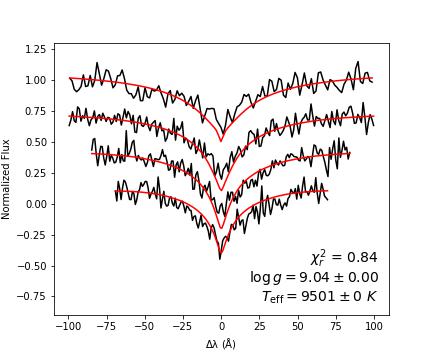 1.25
1.00
0.75
0.50
0.25
0.00
−0.25
−0.50
−0.75
Normalized Flux
χ²ᵣ = 0.84
log g = 9.04 ± 0.00
T_eff = 9501 ± 0 K
−100 −75 −50 −25 0 25 50 75 100
Δλ (Å)